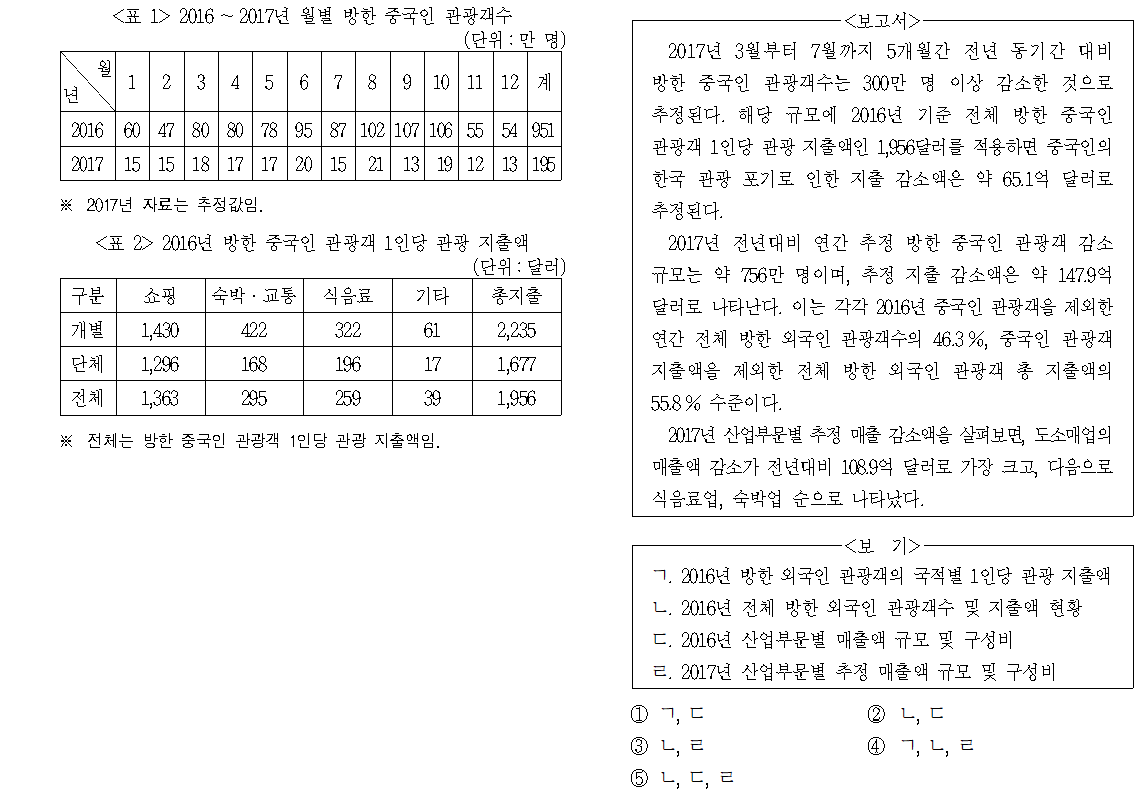 <표 1> 2016 ~ 2017년 월별 방한 중국인 관광객수
(단위 : 만 명)
월 년 1 2 3 4 5 6 7 8 9 10 11 12 계
2016 60 47 80 80 78 95 87 102 107 106 55 54 951
2017 15 15 18 17 17 20 15 21 13 19 12 13 195
※ 2017년 자료는 추정값임.
<표 2> 2016년 방한 중국인 관광객 1인당 관광 지출액
(단위 : 달러)
구분 쇼핑 숙박·교통 식음료 기타 총지출
개별 1,430 422 322 61 2,235
단체 1,296 168 196 17 1,677
전체 1,363 295 259 39 1,956
※ 전체는 방한 중국인 관광객 1인당 관광 지출액임.
<보고서>
2017년 3월부터 7월까지 5개월간 전년 동기간 대비
방한 중국인 관광객수는 300만 명 이상 감소한 것으로
추정된다. 해당 규모에 2016년 기준 전체 방한 중국인
관광객 1인당 관광 지출액인 1,956달러를 적용하면 중국인의
한국 관광 포기로 인한 지출 감소액은 약 65.1억 달러로
추정된다.
2017년 전년대비 연간 추정 방한 중국인 관광객 감소
규모는 약 756만 명이며, 추정 지출 감소액은 약 147.9억
달러로 나타난다. 이는 각각 2016년 중국인 관광객을 제외한
연간 전체 방한 외국인 관광객수의 46.3 %, 중국인 관광객
지출액을 제외한 전체 방한 외국인 관광객 총 지출액의
55.8 % 수준이다.
2017년 산업부문별 추정 매출 감소액을 살펴보면, 도소매업의
매출액 감소가 전년대비 108.9억 달러로 가장 크고, 다음으로
식음료업, 숙박업 순으로 나타났다.
<보 기>
ㄱ. 2016년 방한 외국인 관광객의 국적별 1인당 관광 지출액
ㄴ. 2016년 전체 방한 외국인 관광객수 및 지출액 현황
ㄷ. 2016년 산업부문별 매출액 규모 및 구성비
ㄹ. 2017년 산업부문별 추정 매출액 규모 및 구성비
① ㄱ, ㄷ ② ㄴ, ㄷ
③ ㄴ, ㄹ ④ ㄱ, ㄴ, ㄹ
⑤ ㄴ, ㄷ, ㄹ